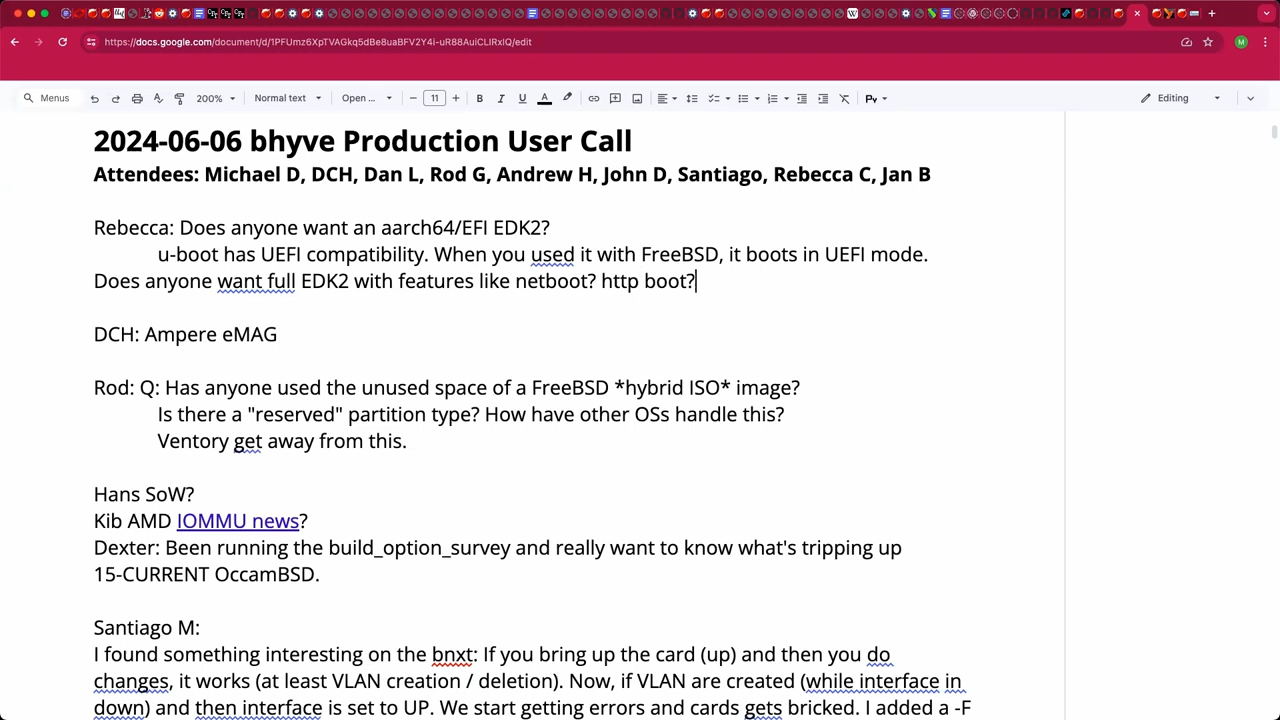 https://docs.google.com/document/d/1PFUmz6XpTVAGkq5dBe8uaBFV2Y4i-uR88AuiCLIRxIQ/edit
M
Menus
200%
Normal text
Open ...
11
B
I
U
A
Editing
2024-06-06 bhyve Production User Call
Attendees: Michael D, DCH, Dan L, Rod G, Andrew H, John D, Santiago, Rebecca C, Jan B
Rebecca: Does anyone want an aarch64/EFI EDK2?
u-boot has UEFI compatibility. When you used it with FreeBSD, it boots in UEFI mode.
Does anyone want full EDK2 with features like netboot? http boot?
DCH: Ampere eMAG
Rod: Q: Has anyone used the unused space of a FreeBSD *hybrid ISO* image?
Is there a "reserved" partition type? How have other OSs handle this?
Ventory get away from this.
Hans SoW?
Kib AMD IOMMU news?
Dexter: Been running the build_option_survey and really want to know what's tripping up
15-CURRENT OccamBSD.
Santiago M:
I found something interesting on the bnxt: If you bring up the card (up) and then you do
changes, it works (at least VLAN creation / deletion). Now, if VLAN are created (while interface in
down) and then interface is set to UP. We start getting errors and cards gets bricked. I added a -F